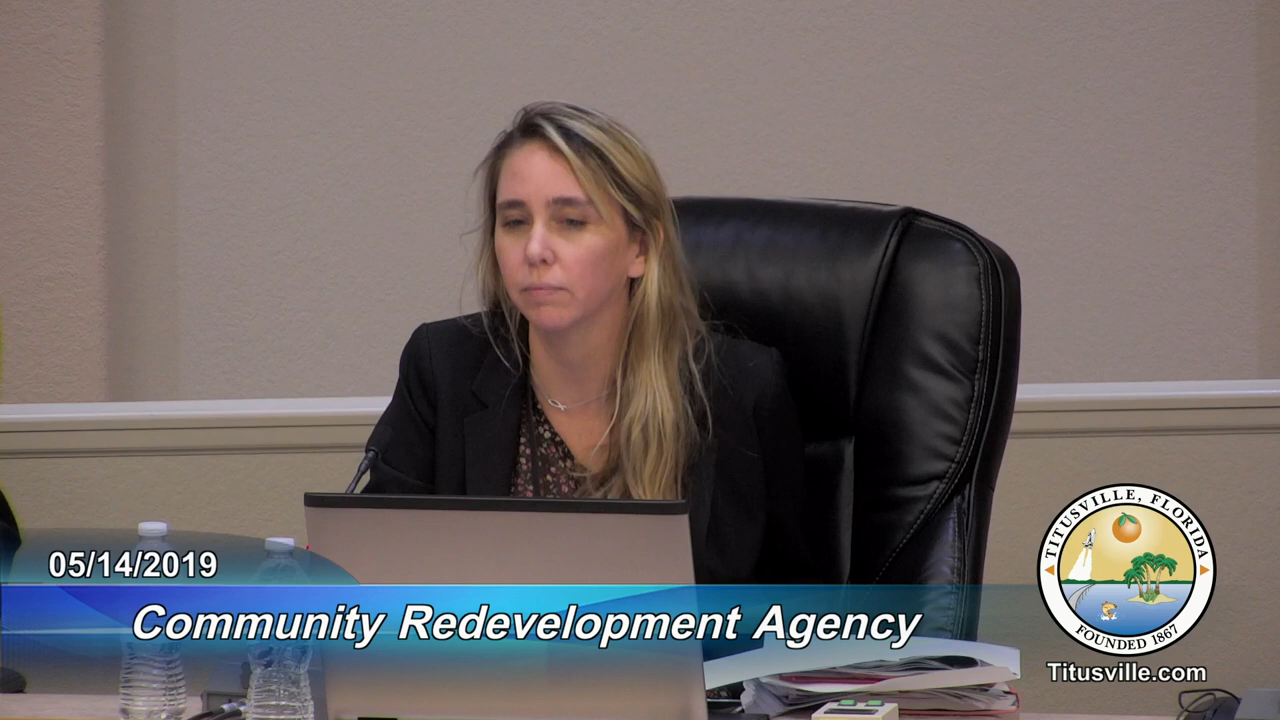 05/14/2019
Community Redevelopment Agency
TITUSVILLE, FLORIDA
FOUNDED 1867
Titusville.com